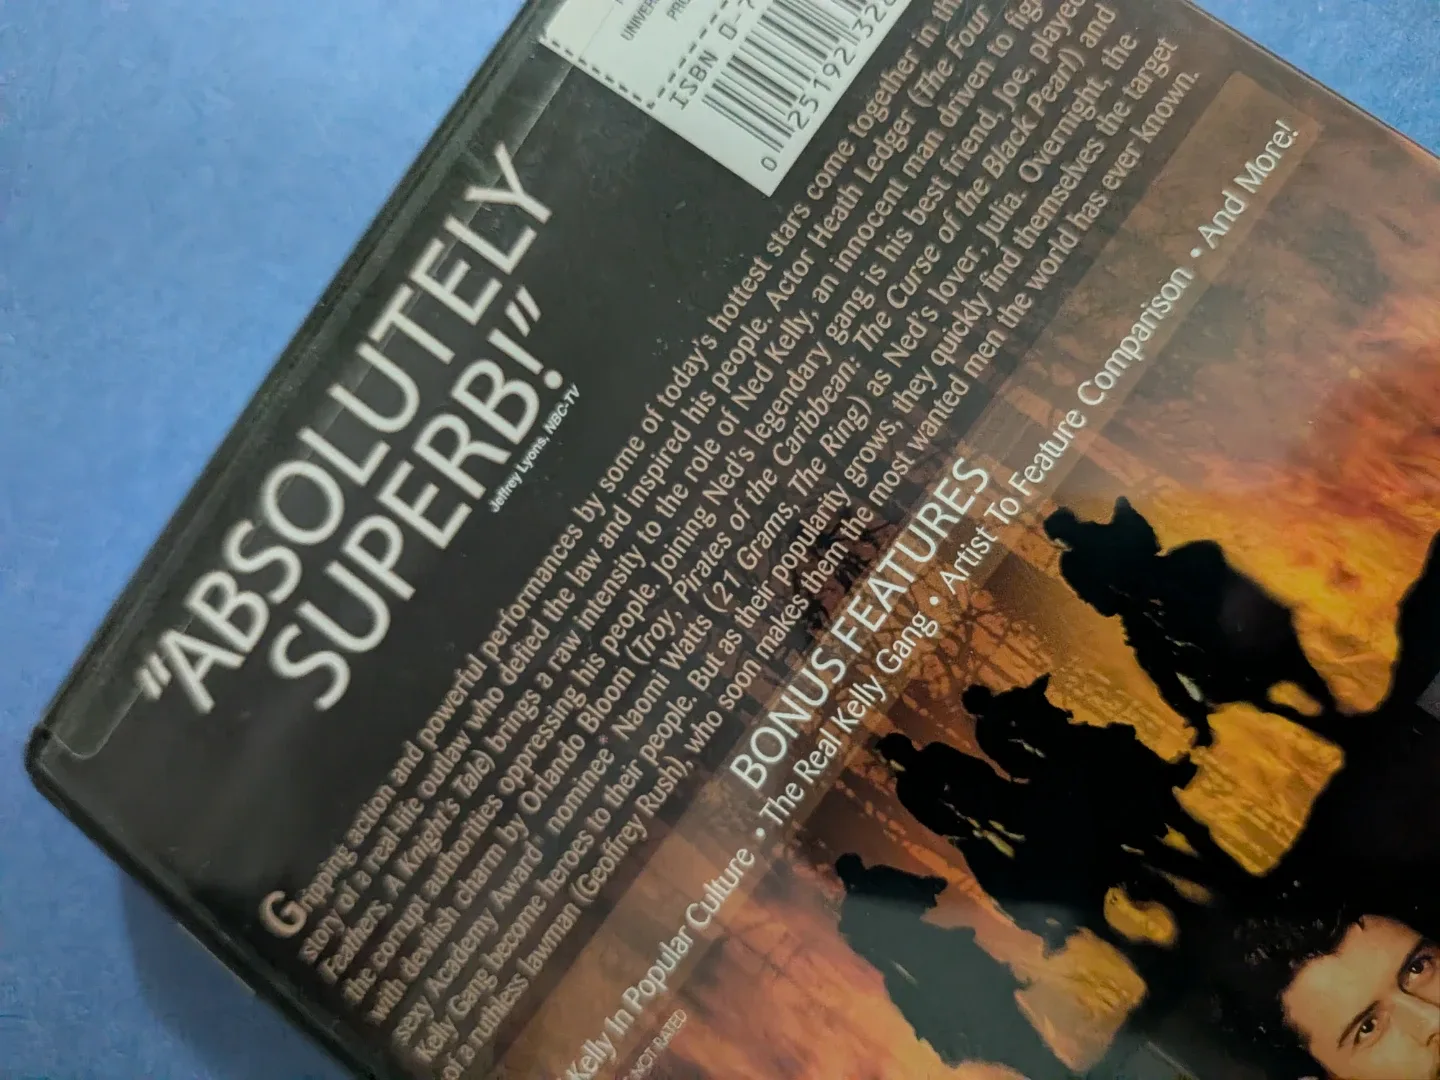 UNIVER
PRO
ISBN 0-7
0 25192 328
"ABSOLUTELY
SUPERB!"
Jeffrey Lyons, NBC-TV
Gripping action and powerful performances by some of today's hottest stars come together in the
story of a real-life outlaw who defied the law and inspired his people. Actor Heath Ledger (The Four
Feathers, A Knight's Tale) brings a raw intensity to the role of Ned Kelly, an innocent man driven to fig
the corrupt authorities oppressing his people. Joining Ned's legendary gang is his best friend, Joe, played
with devilish charm by Orlando Bloom (Troy, Pirates of the Caribbean: The Curse of the Black Pearl) and
sexy Academy Award® nominee* Naomi Watts (21 Grams, The Ring) as Ned's lover, Julia. Overnight, the
Kelly Gang become heroes to their people. But as their popularity grows, they quickly find themselves the target
of a ruthless lawman (Geoffrey Rush), who soon makes them the most wanted men the world has ever known.
BONUS FEATURES
Kelly In Popular Culture • The Real Kelly Gang • Artist To Feature Comparison • And More!
NOT RATED